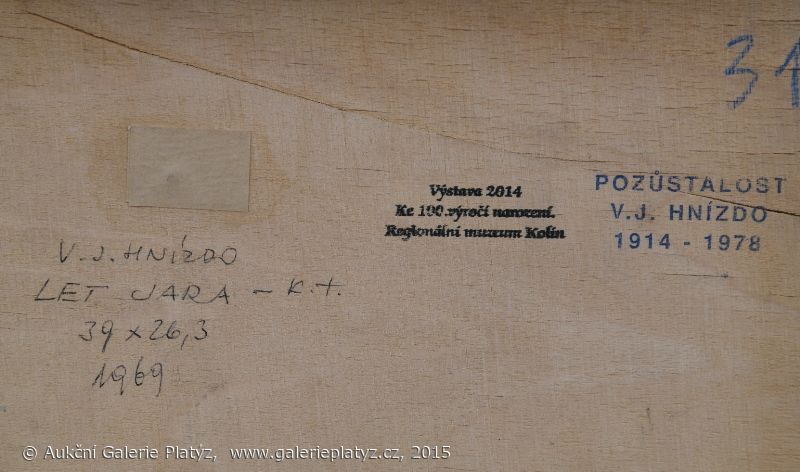 31
Výstava 2014
Ke 100.výročí narození.
Regionální muzeum Kolín
POZŮSTALOST
V.J. HNÍZDO
1914 - 1978
V.J. HNÍZDO
LET JARA - K.T.
39 x 26,3
1969
© Aukční Galerie Platýz, www.galerieplatyz.cz, 2015